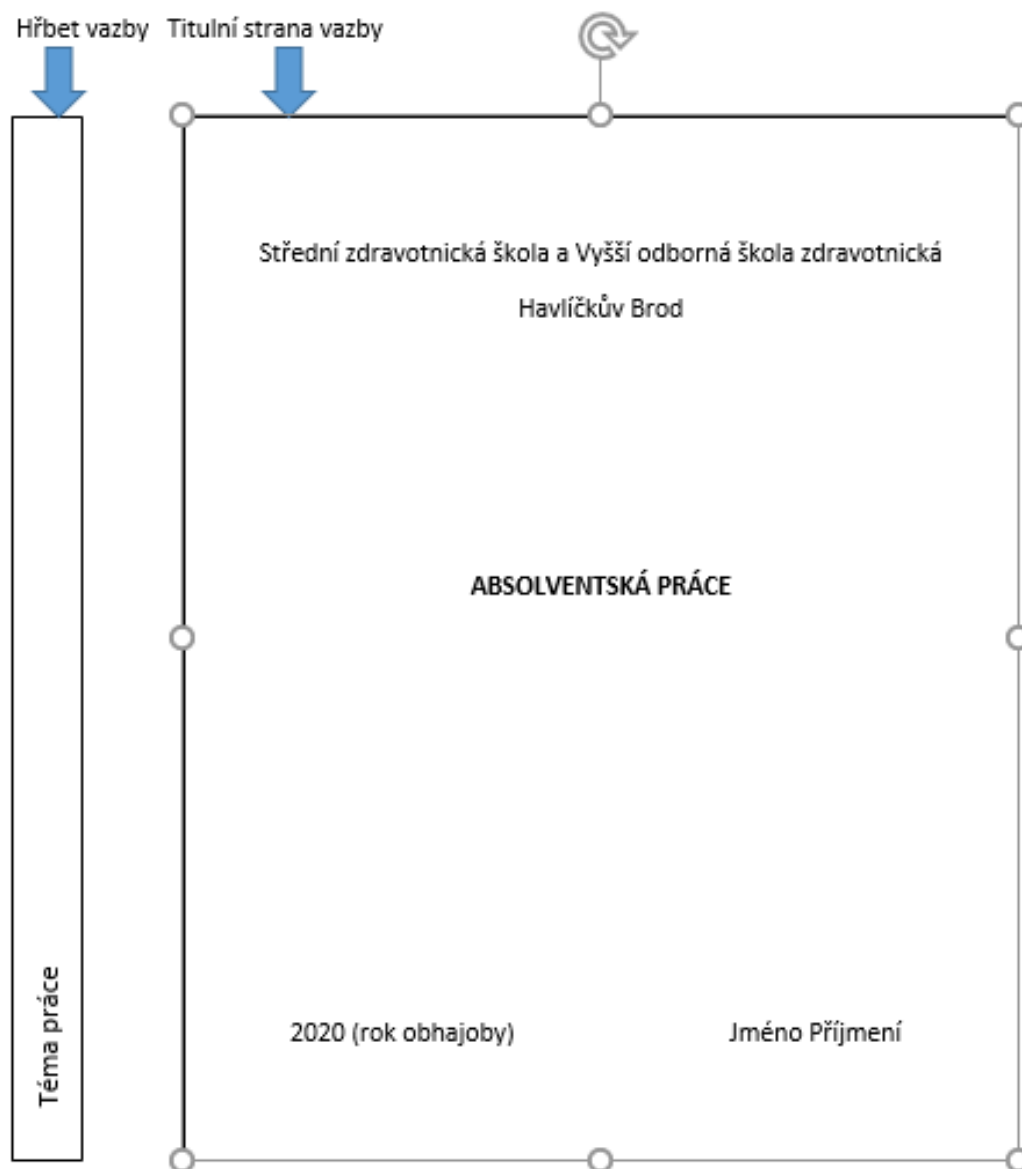 Hřbet vazby
Titulní strana vazby
Střední zdravotnická škola a Vyšší odborná škola zdravotnická
Havlíčkův Brod
ABSOLVENTSKÁ PRÁCE
Téma práce
2020 (rok obhajoby)
Jméno Příjmení